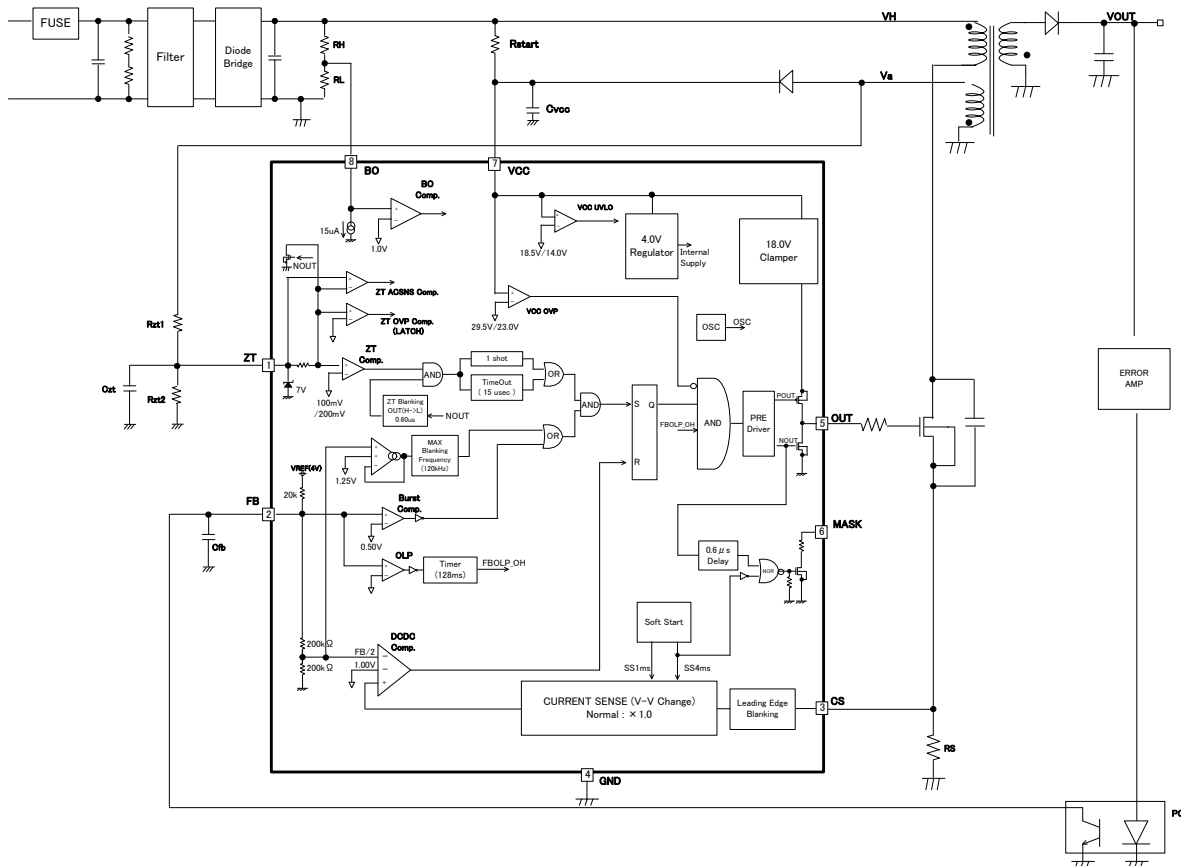 FUSE
Filter
Diode
Bridge
RH
RL
Rstart
VH
VOUT
Va
Cvcc
8
BO
7
VCC
BO
Comp.
15uA
1.0V
VCC UVLO
18.5V/14.0V
4.0V
Regulator
Internal
Supply
18.0V
Clamper
NOUT
ZT ACSNS Comp.
ZT OVP Comp.
(LATCH)
VCC OVP
29.5V/23.0V
OSC
OSC
Rzt1
ZT
1
Czt
Rzt2
7V
ZT
Comp.
100mV
/200mV
AND
1 shot
TimeOut
( 15 usec )
OR
AND
ZT Blanking
OUT(H->L)
0.60us
NOUT
OR
MAX
Blanking
Frequency
(120kHz)
1.25V
S
Q
R
FBOLP_OH
AND
PRE
Driver
POUT
NOUT
5
OUT
ERROR
AMP
VREF(4V)
20k
FB
2
Cfb
Burst
Comp.
0.50V
OLP
Timer
(128ms)
FBOLP_OH
6
MASK
0.6μs
Delay
NOR
Soft Start
SS1ms
SS4ms
200kΩ
200kΩ
FB/2
1.00V
DCDC
Comp.
CURRENT SENSE (V-V Change)
Normal : ×1.0
Leading Edge
Blanking
3
CS
RS
4
GND
PC